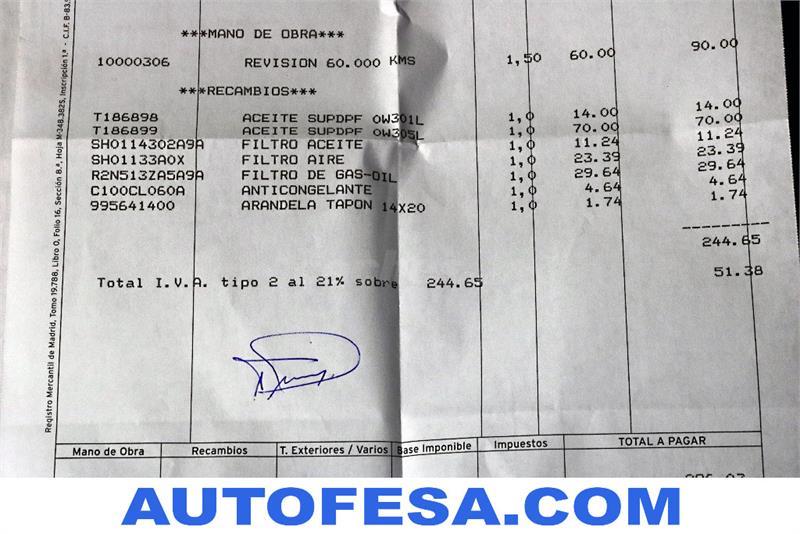 ***MANO DE OBRA***
10000306 REVISION 60.000 KMS 1,50 60.00 90.00
***RECAMBIOS***
T186898 ACEITE SUPDPF 0W301L 1,0 14.00 14.00
T186899 ACEITE SUPDPF 0W305L 1,0 70.00 70.00
SH0114302A9A FILTRO ACEITE 1,0 11.24 11.24
SH01133A0X FILTRO AIRE 1,0 23.39 23.39
R2N513ZA5A9A FILTRO DE GAS-OIL 1,0 29.64 29.64
C100CL060A ANTICONGELANTE 1,0 4.64 4.64
995641400 ARANDELA TAPON 14X20 1,0 1.74 1.74
244.65
Total I.V.A. tipo 2 al 21% sobre 244.65 51.38
Registro Mercantil de Madrid, Tomo 19.788, Libro 0, Folio 16, Sección 8.ª, Hoja M-348.3825, Inscripción 1.ª - C.I.F. B-83.9
Mano de Obra Recambios T. Exteriores / Varios Base Imponible Impuestos TOTAL A PAGAR
AUTOFESA.COM